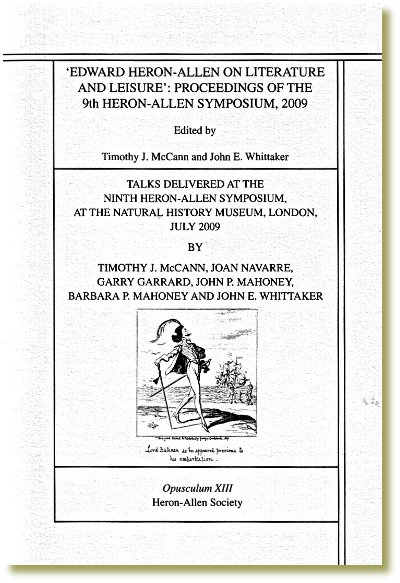 'EDWARD HERON-ALLEN ON LITERATURE
AND LEISURE': PROCEEDINGS OF THE
9th HERON-ALLEN SYMPOSIUM, 2009
Edited by
Timothy J. McCann and John E. Whittaker
TALKS DELIVERED AT THE
NINTH HERON-ALLEN SYMPOSIUM,
AT THE NATURAL HISTORY MUSEUM, LONDON,
JULY 2009
BY
TIMOTHY J. McCANN, JOAN NAVARRE,
GARRY GARRARD, JOHN P. MAHONEY,
BARBARA P. MAHONEY AND JOHN E. WHITTAKER
Lord Bateman as he appeared previous to
his embarkation.
Opusculum XIII
Heron-Allen Society